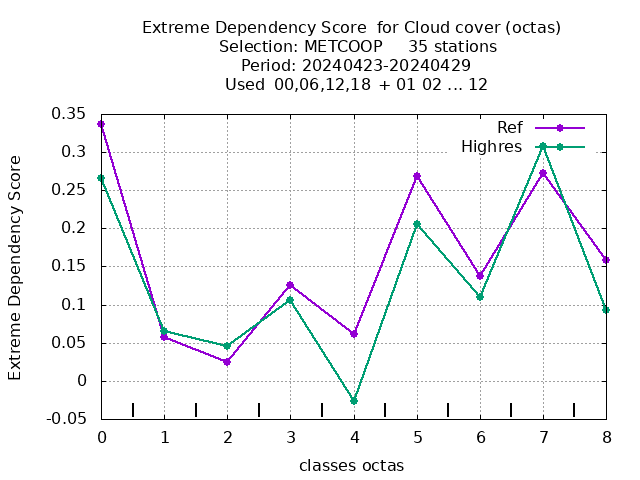 Extreme Dependency Score  for Cloud cover (octas)
Selection: METCOOP     35 stations
Period: 20240423-20240429
Used  00,06,12,18 + 01 02 ... 12
Ref
Highres
0.35
0.3
0.25
0.2
0.15
0.1
0.05
0
-0.05
Extreme Dependency Score
0 1 2 3 4 5 6 7 8
classes octas